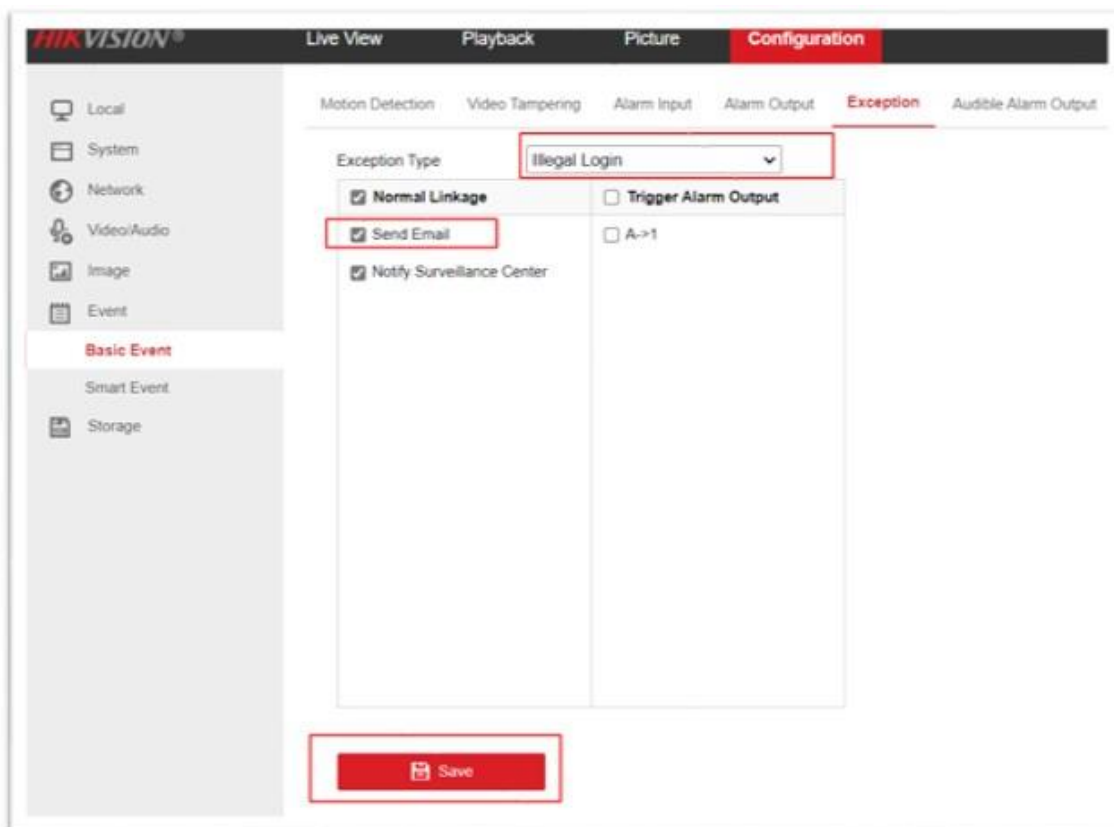 HIKVISION® Live View Playback Picture Configuration
Local
System
Network
Video/Audio
Image
Event
Basic Event
Smart Event
Storage
Motion Detection Video Tampering Alarm Input Alarm Output Exception Audible Alarm Output
Exception Type Illegal Login
Normal Linkage Trigger Alarm Output
Send Email A->1
Notify Surveillance Center
Save